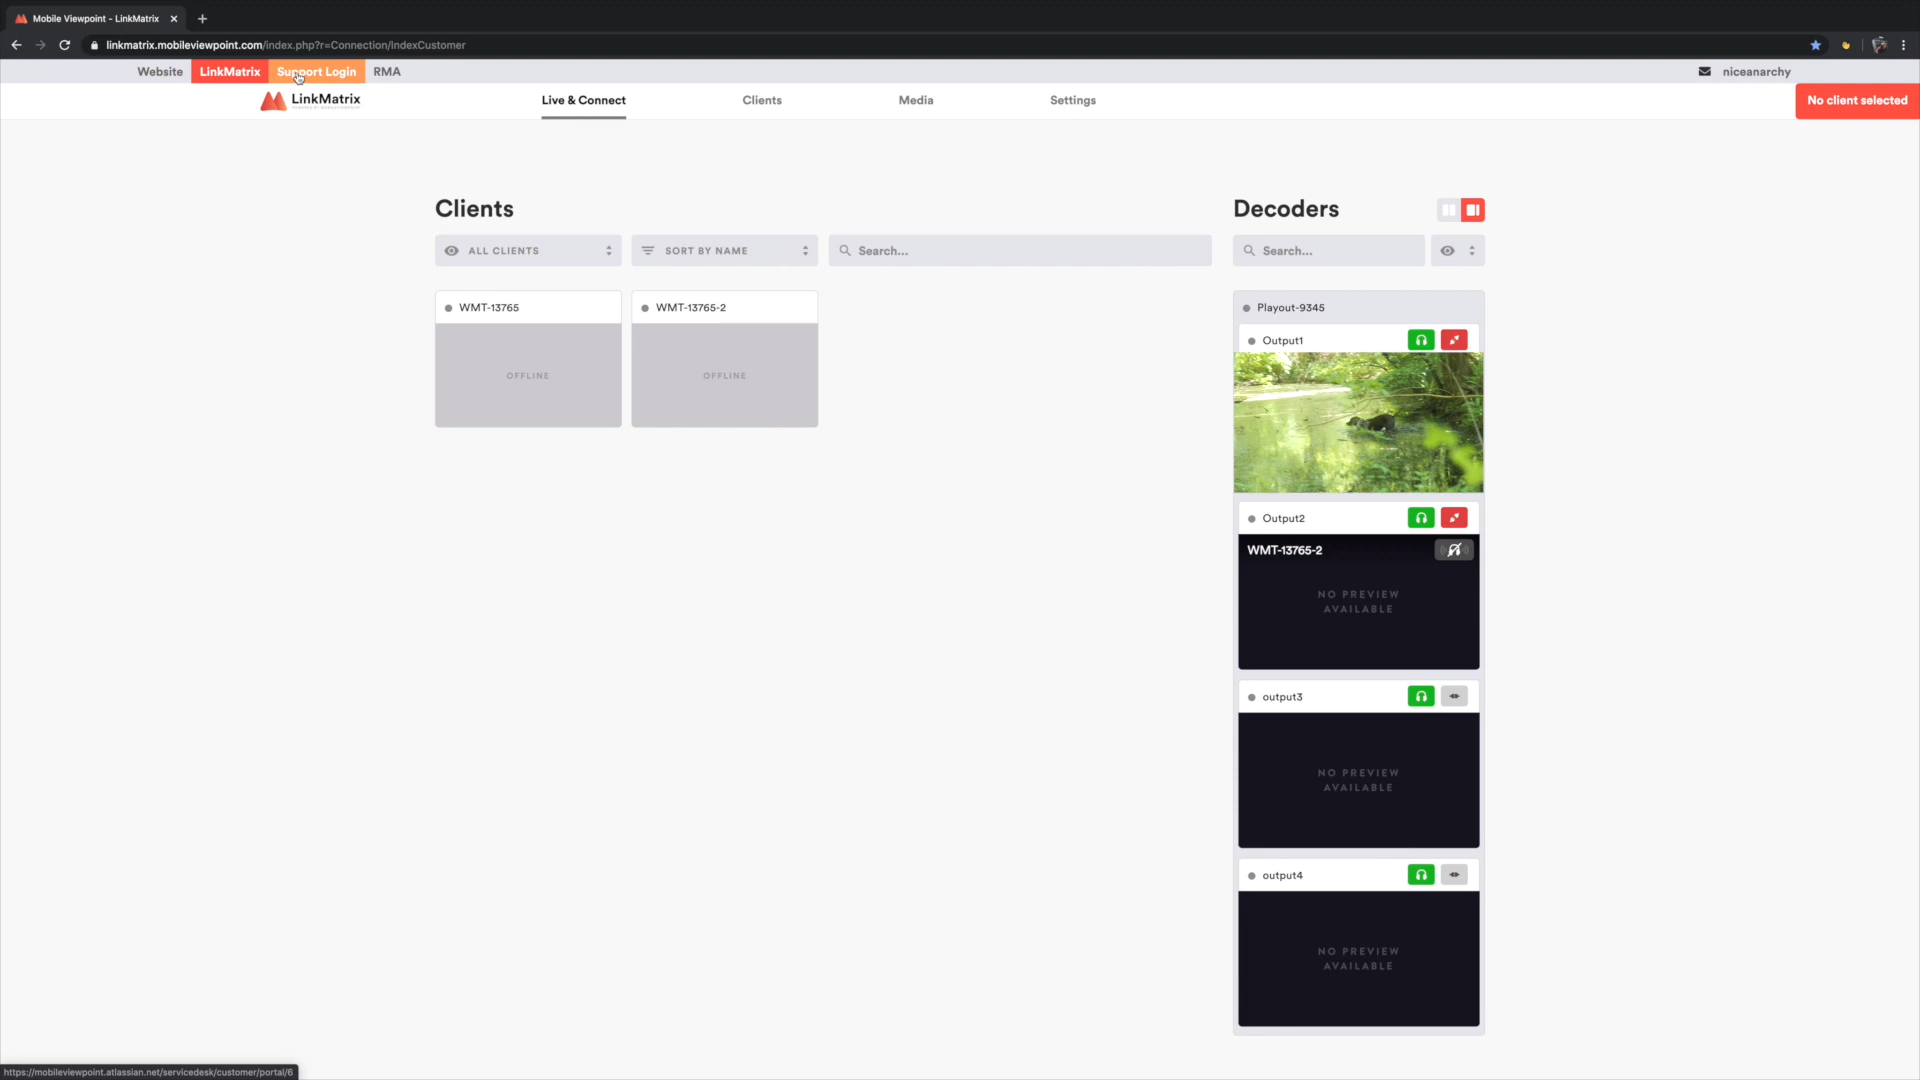 Mobile Viewpoint - LinkMatrix
linkmatrix.mobileviewpoint.com/index.php?r=Connection/IndexCustomer
Website LinkMatrix Support Login RMA niceanarchy
LinkMatrix Live & Connect Clients Media Settings No client selected
Clients
ALL CLIENTS SORT BY NAME Search...
WMT-13765 WMT-13765-2
OFFLINE OFFLINE
Decoders
Search...
Playout-9345
Output1
Output2
WMT-13765-2
NO PREVIEW
AVAILABLE
output3
NO PREVIEW
AVAILABLE
output4
NO PREVIEW
AVAILABLE
https://mobileviewpoint.atlassian.net/servicedesk/customer/portal/6